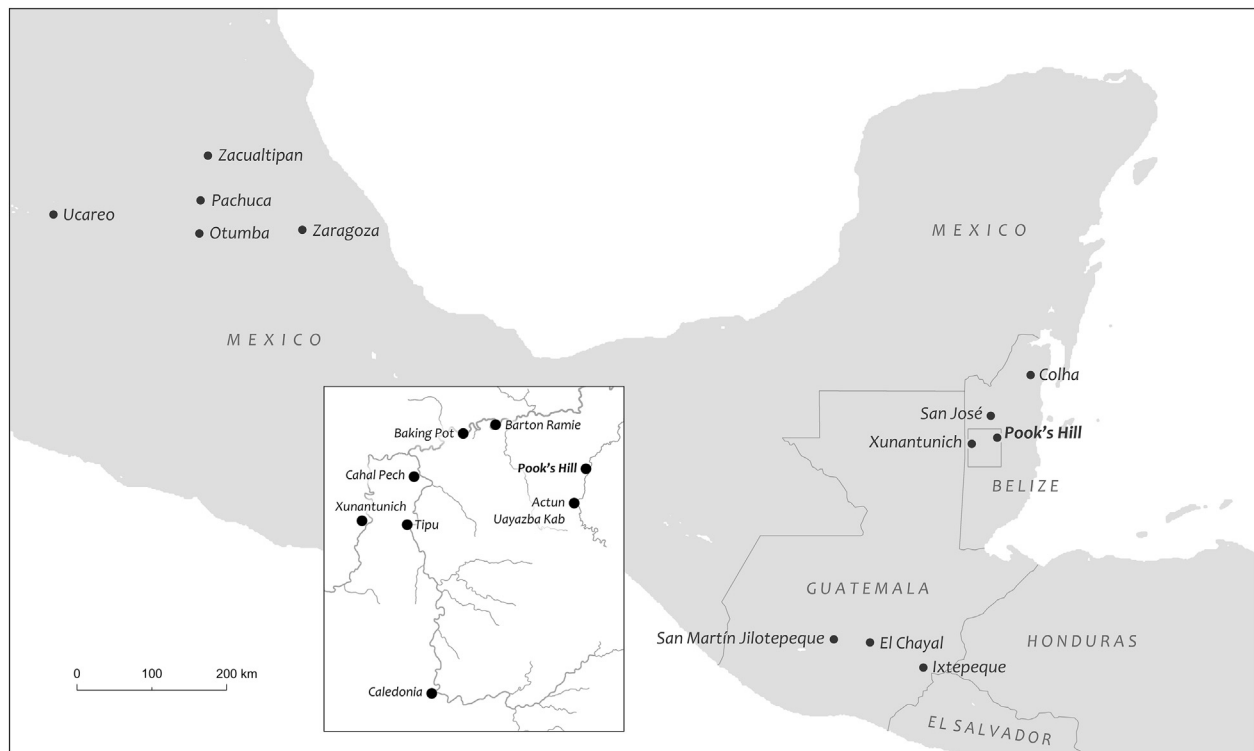 Zacualtipan
Pachuca
Ucareo
Otumba
Zaragoza
MEXICO
MEXICO
Colha
San José
Pook's Hill
Xunantunich
BELIZE
GUATEMALA
HONDURAS
San Martín Jilotepeque
El Chayal
Ixtepeque
EL SALVADOR
0 100 200 km
Barton Ramie
Baking Pot
Pook's Hill
Cahal Pech
Actun
Uayazba Kab
Xunantunich
Tipu
Caledonia